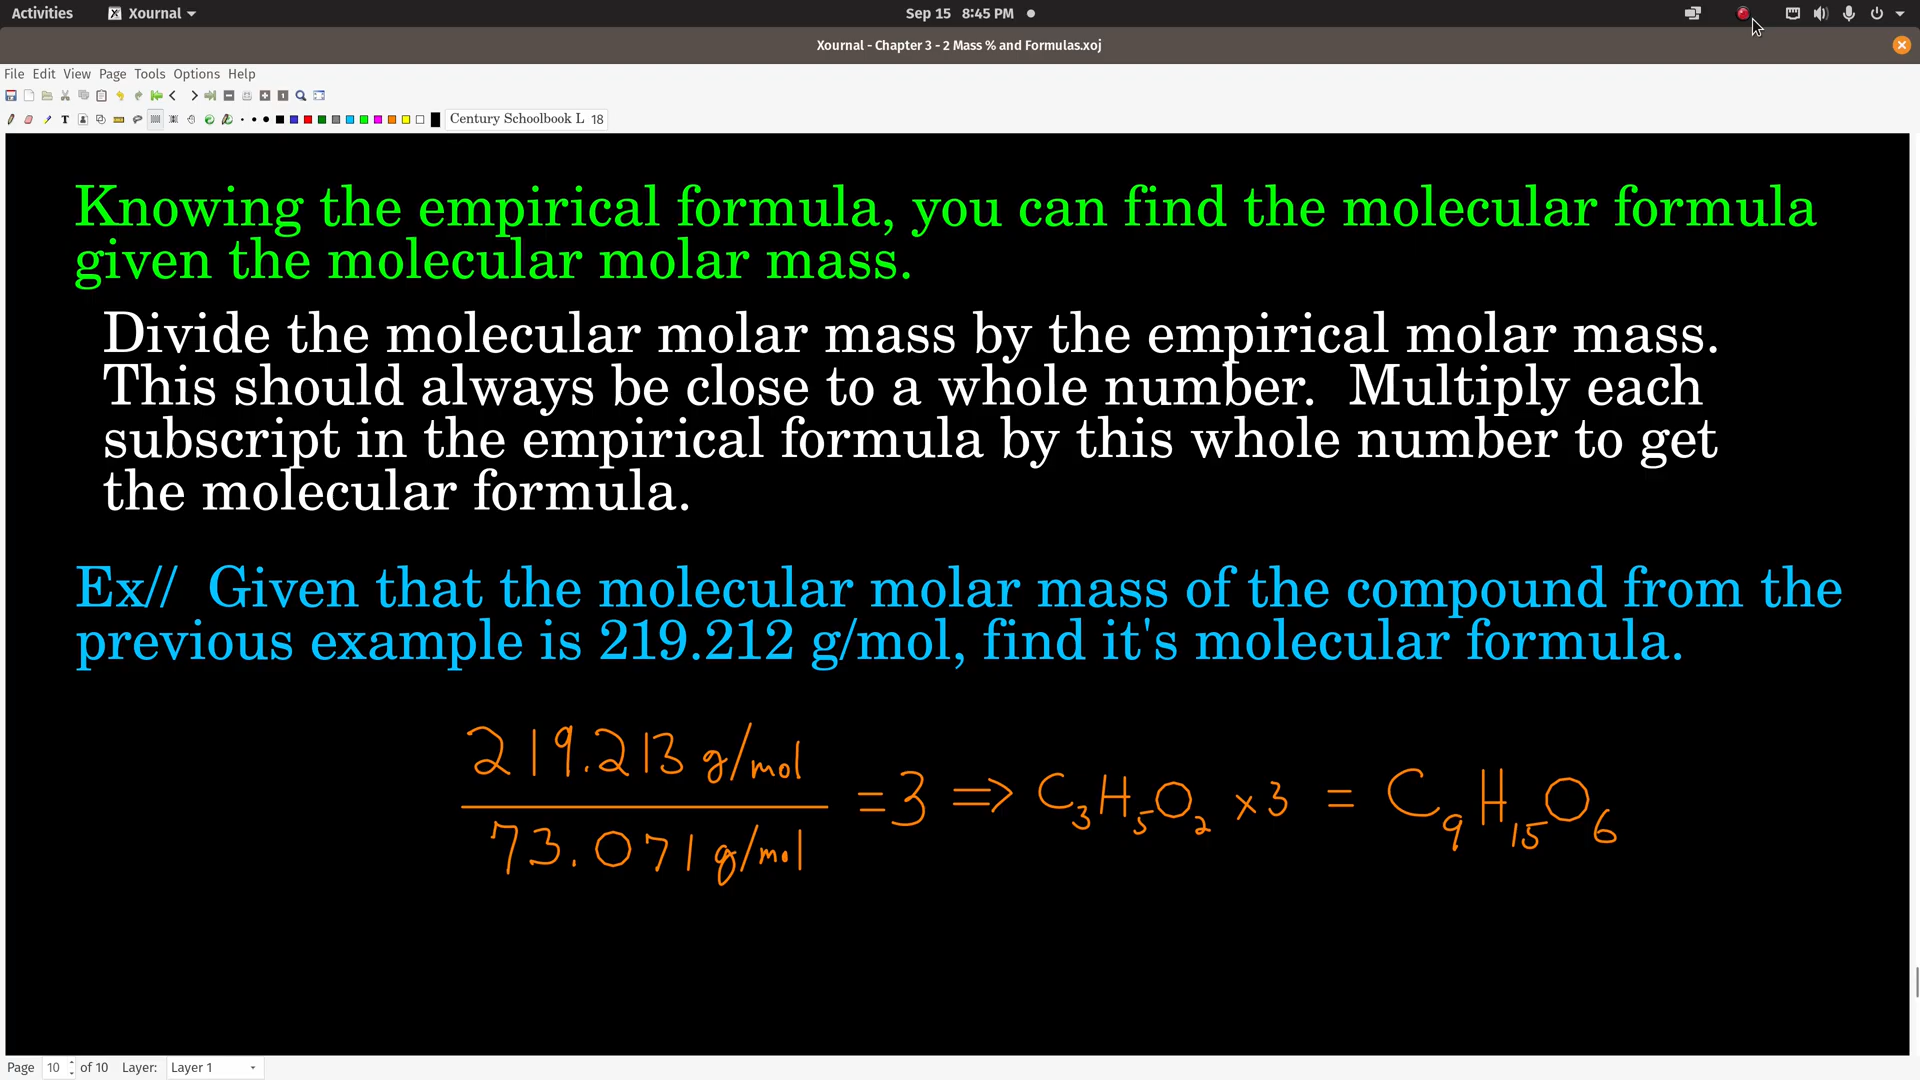 Activities Xournal Sep 15 8:45 PM
Xournal - Chapter 3 - 2 Mass % and Formulas.xoj
File Edit View Page Tools Options Help
Century Schoolbook L 18
Knowing the empirical formula, you can find the molecular formula
given the molecular molar mass.
Divide the molecular molar mass by the empirical molar mass.
This should always be close to a whole number. Multiply each
subscript in the empirical formula by this whole number to get
the molecular formula.
Ex// Given that the molecular molar mass of the compound from the
previous example is 219.212 g/mol, find it's molecular formula.
219.213 g/mol
= 3 ⇒ C₃H₅O₂ × 3 = C₉H₁₅O₆
73.071 g/mol
Page 10 of 10 Layer: Layer 1